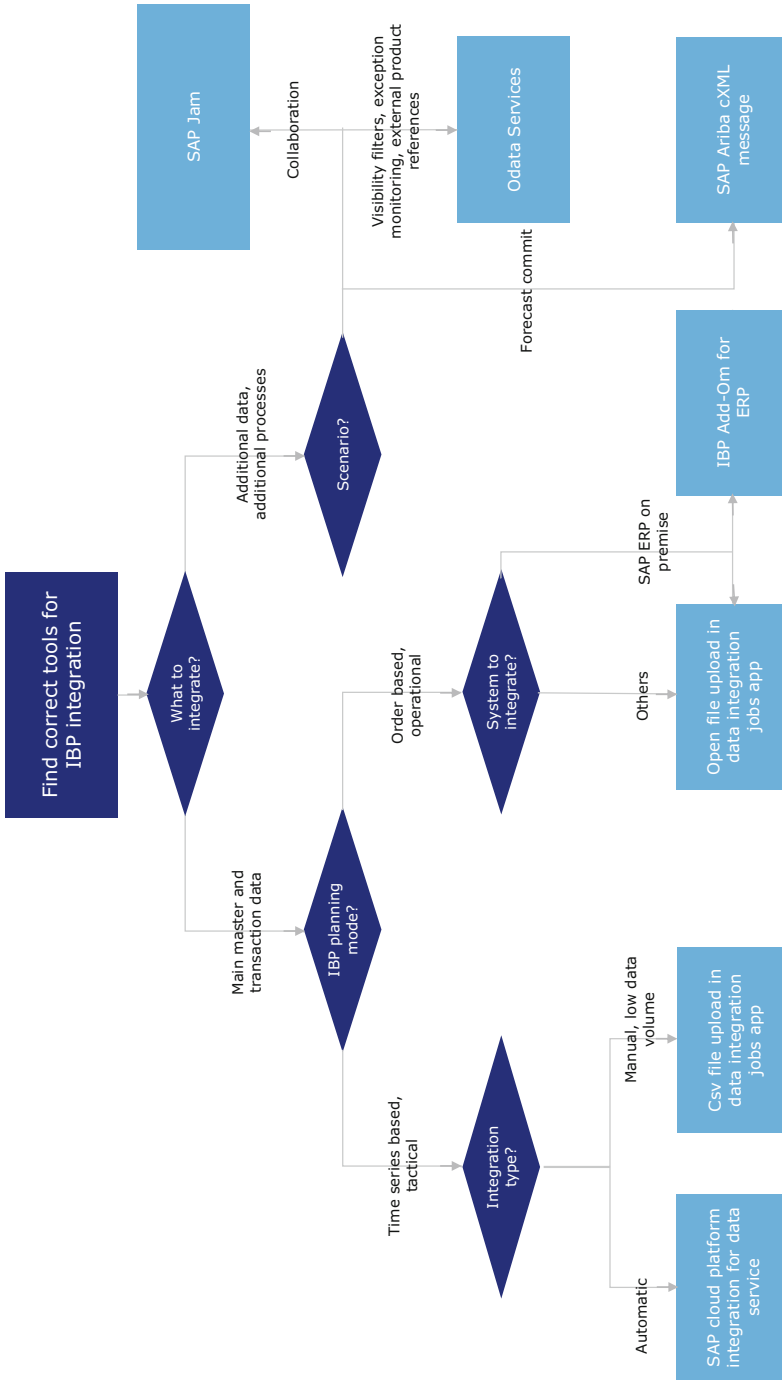 Find correct tools for
IBP integration
What to
integrate?
Main master and
transaction data
Additional data,
additional processes
IBP planning
mode?
Scenario?
Collaboration
SAP Jam
Visibility filters, exception
monitoring, external product
references
Odata Services
Forecast commit
SAP Ariba cXML
message
Time series based,
tactical
Order based,
operational
Integration
type?
System to
integrate?
Automatic
Manual, low data
volume
Others
SAP ERP on
premise
SAP cloud platform
integration for data
service
Csv file upload in
data integration
jobs app
Open file upload in
data integration
jobs app
IBP Add-Om for
ERP